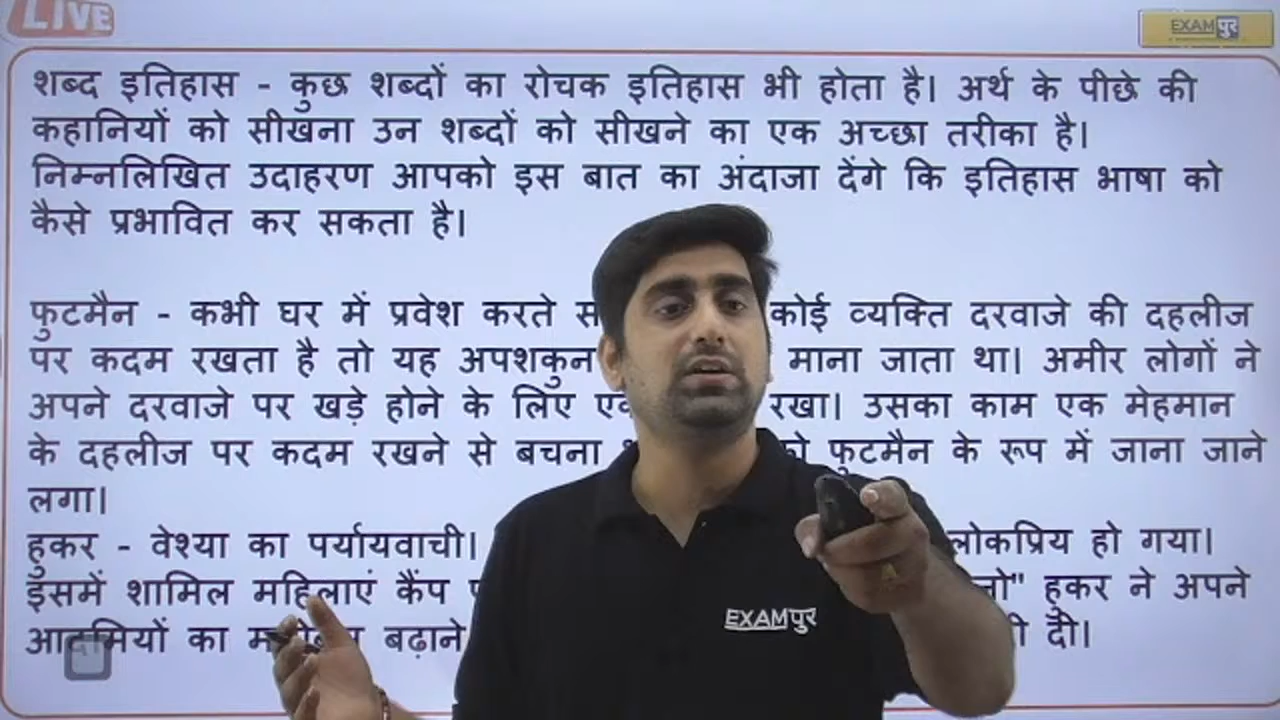 LIVE
EXAMपुर
शब्द इतिहास - कुछ शब्दों का रोचक इतिहास भी होता है। अर्थ के पीछे की
कहानियों को सीखना उन शब्दों को सीखने का एक अच्छा तरीका है।
निम्नलिखित उदाहरण आपको इस बात का अंदाजा देंगे कि इतिहास भाषा को
कैसे प्रभावित कर सकता है।
फुटमैन - कभी घर में प्रवेश करते कोई व्यक्ति दरवाजे की दहलीज
पर कदम रखता है तो यह अपशकुन माना जाता था। अमीर लोगों ने
अपने दरवाजे पर खड़े होने के लिए रखा। उसका काम एक मेहमान
के दहलीज पर कदम रखने से बचना फुटमैन के रूप में जाना जाने
लगा।
हुकर - वेश्या का पर्यायवाची। लोकप्रिय हो गया।
इसमें शामिल महिलाएं कैंप हुकर ने अपने
आदमियों का बढ़ाने दी।
EXAMपुर